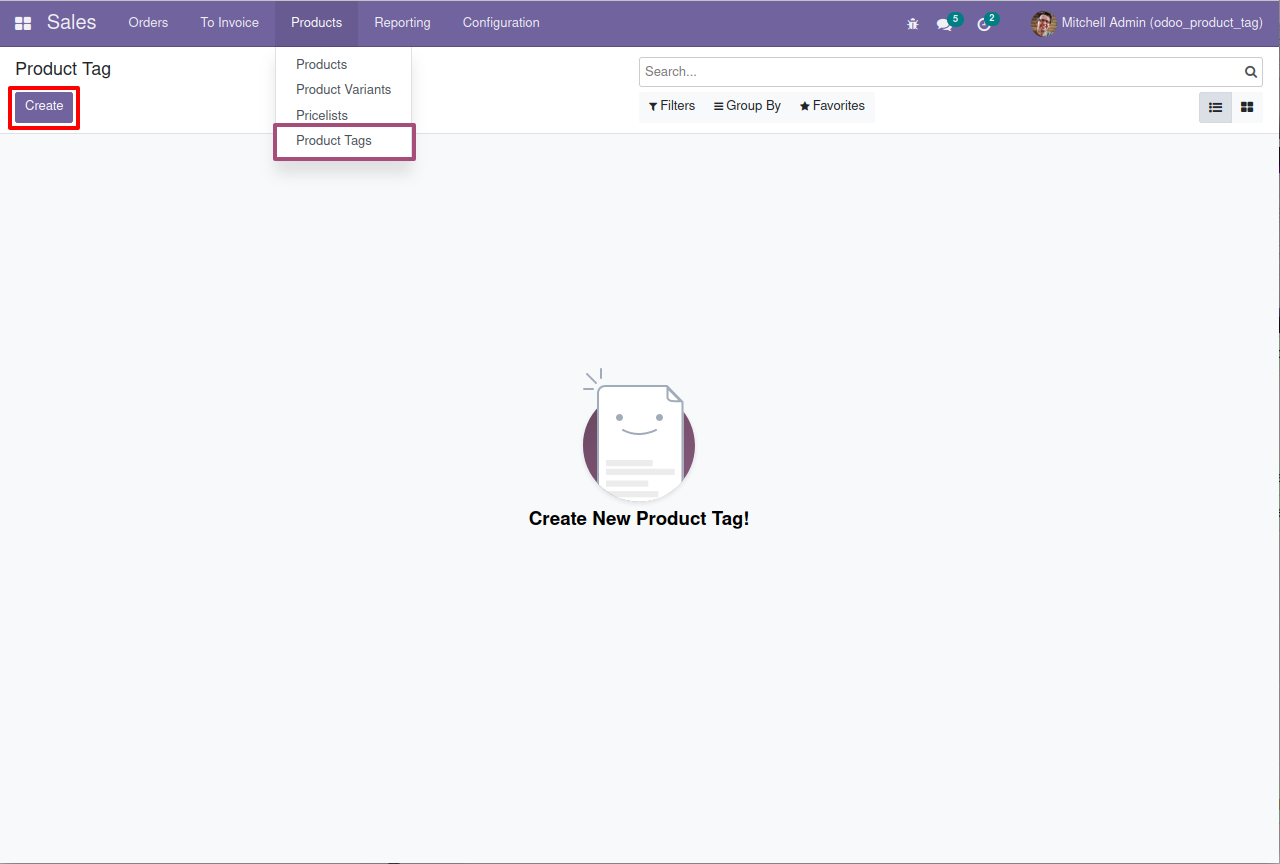 Sales Orders To Invoice Products Reporting Configuration 5 2 Mitchell Admin (odoo_product_tag)
Product Tag
Create
Products
Product Variants
Pricelists
Product Tags
Search...
Filters Group By Favorites
Create New Product Tag!